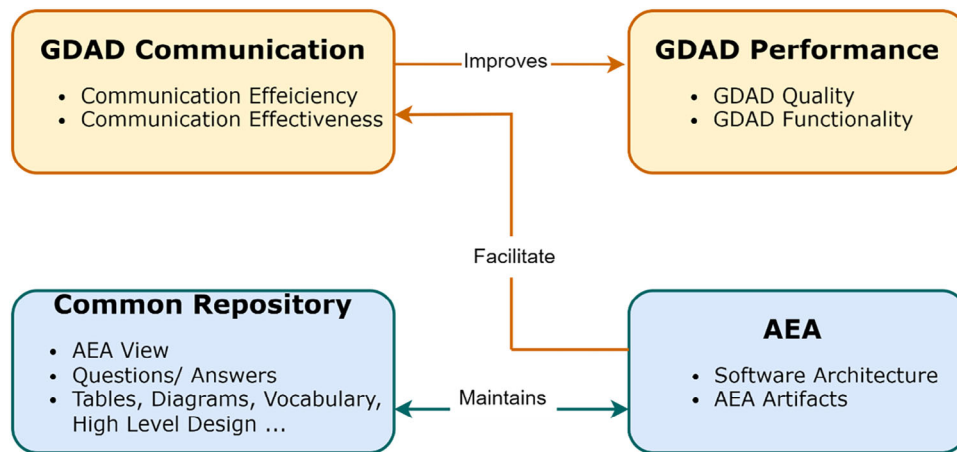 GDAD Communication
• Communication Effeiciency
• Communication Effectiveness
Improves
GDAD Performance
• GDAD Quality
• GDAD Functionality
Facilitate
Common Repository
• AEA View
• Questions/ Answers
• Tables, Diagrams, Vocabulary,
High Level Design ...
Maintains
AEA
• Software Architecture
• AEA Artifacts